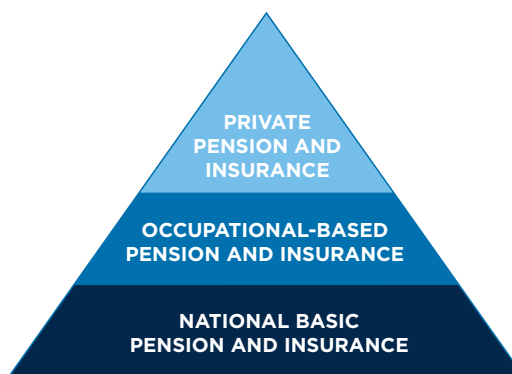 PRIVATE
PENSION AND
INSURANCE
OCCUPATIONAL-BASED
PENSION AND INSURANCE
NATIONAL BASIC
PENSION AND INSURANCE